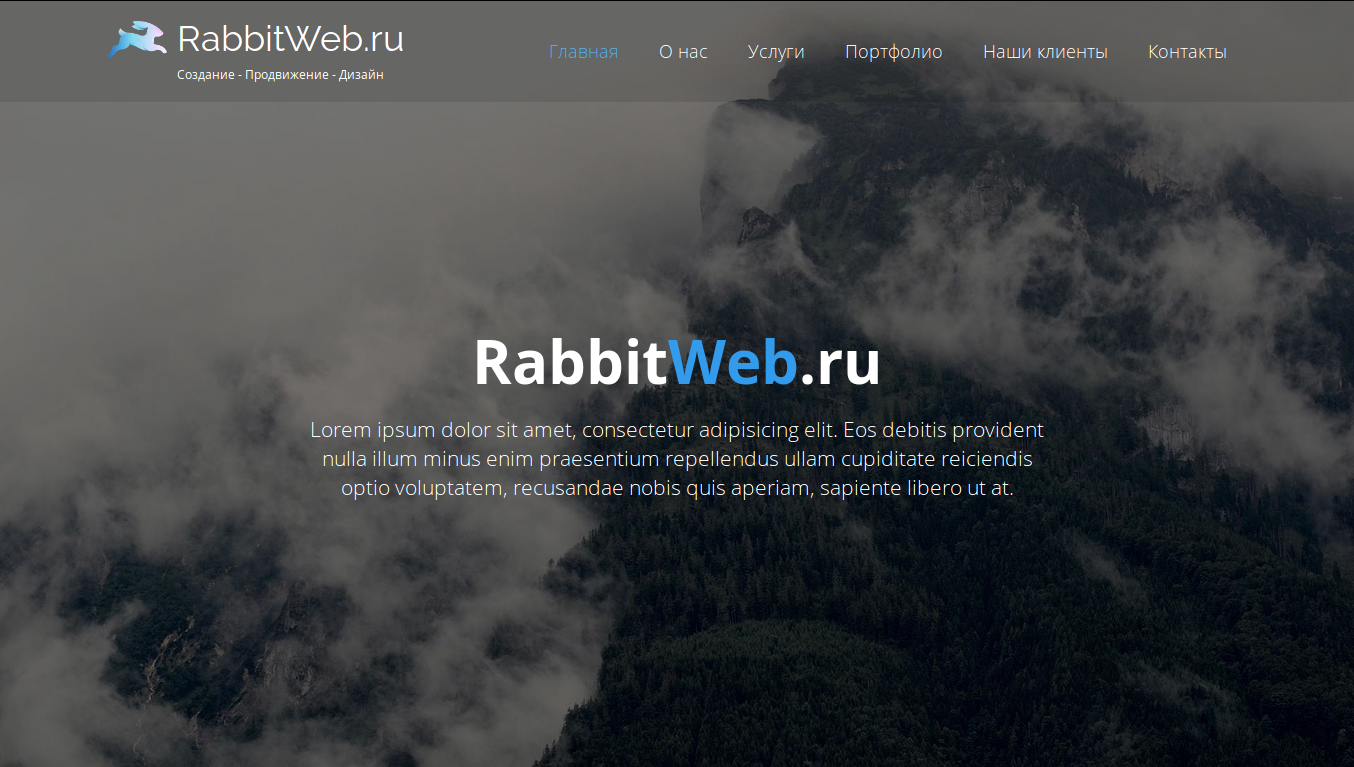 RabbitWeb.ru
Создание - Продвижение - Дизайн
Главная О нас Услуги Портфолио Наши клиенты Контакты
RabbitWeb.ru
Lorem ipsum dolor sit amet, consectetur adipisicing elit. Eos debitis provident
nulla illum minus enim praesentium repellendus ullam cupiditate reiciendis
optio voluptatem, recusandae nobis quis aperiam, sapiente libero ut at.